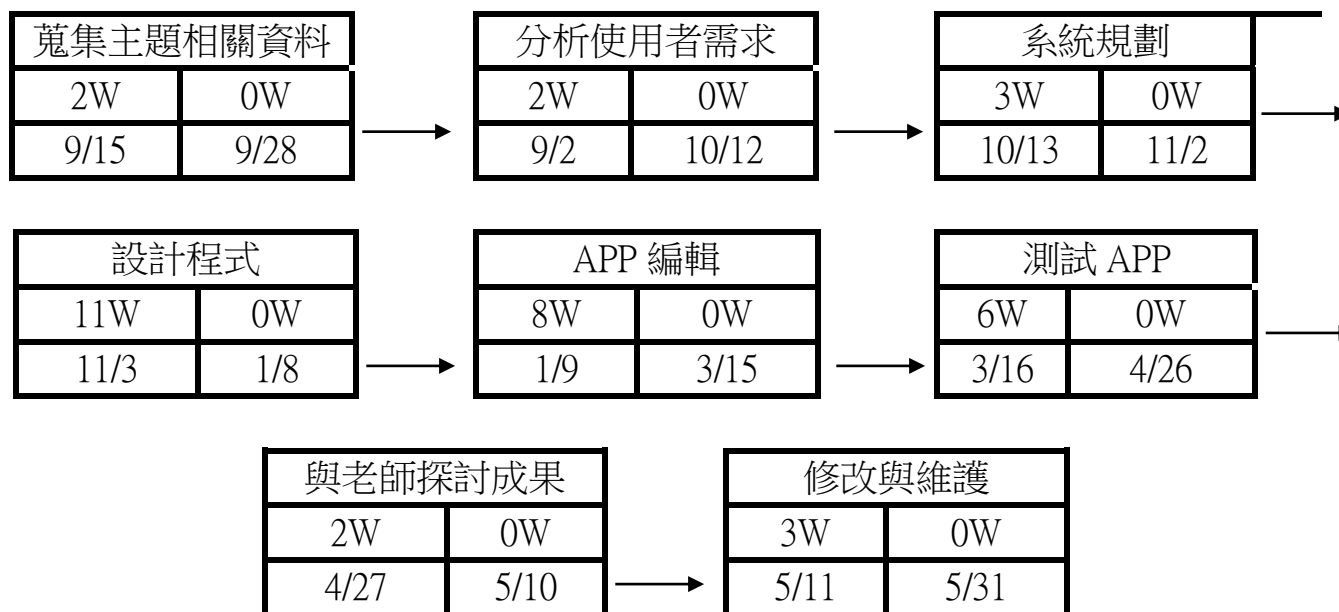 蒐集主題相關資料
2W 0W
9/15 9/28
分析使用者需求
2W 0W
9/2 10/12
系統規劃
3W 0W
10/13 11/2
設計程式
11W 0W
11/3 1/8
APP 編輯
8W 0W
1/9 3/15
測試 APP
6W 0W
3/16 4/26
與老師探討成果
2W 0W
4/27 5/10
修改與維護
3W 0W
5/11 5/31